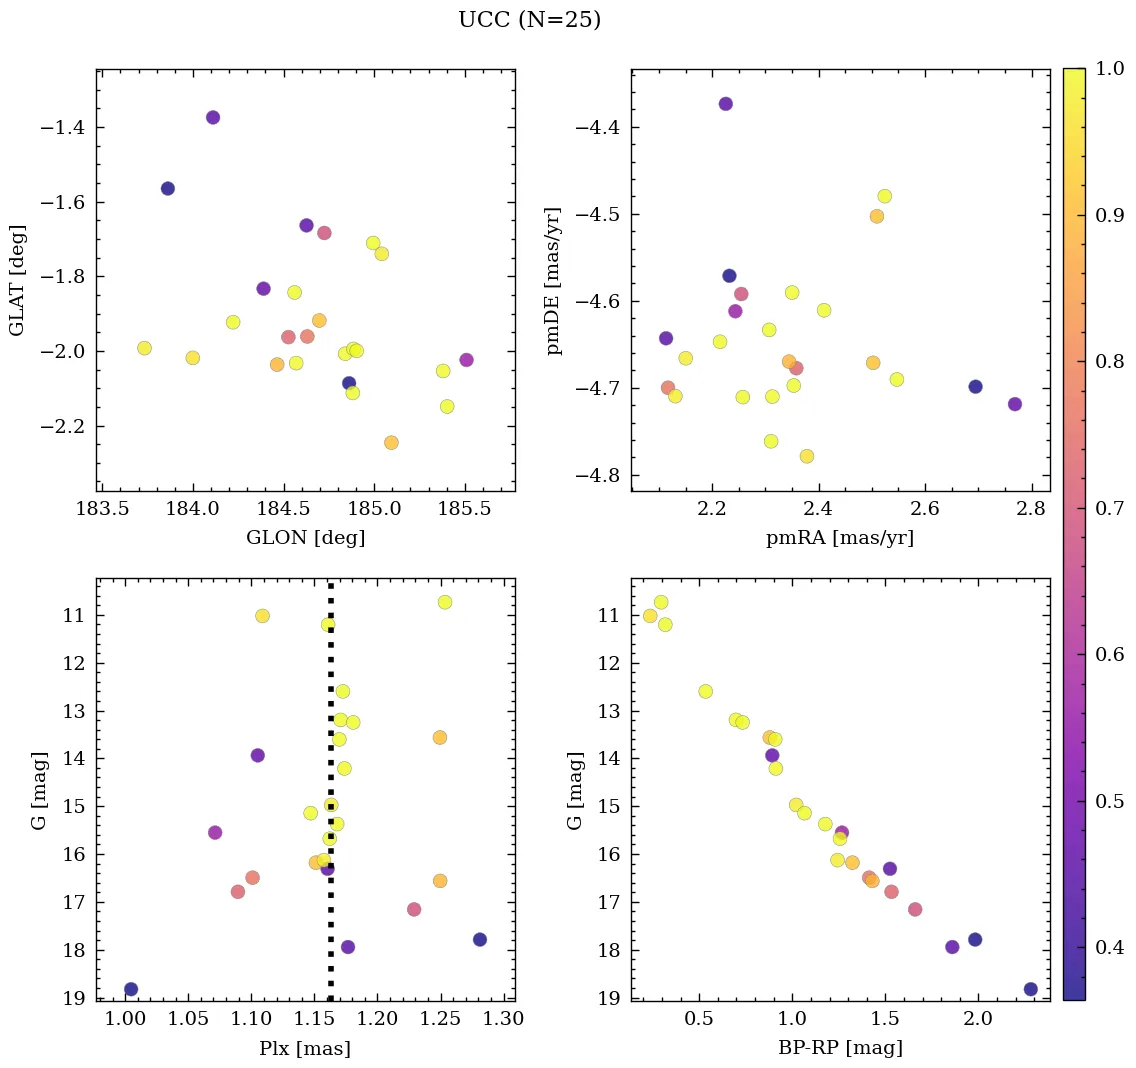 UCC (N=25)
−1.4
−1.6
−1.8
−2.0
−2.2
GLAT [deg]
183.5 184.0 184.5 185.0 185.5
GLON [deg]
−4.4
−4.5
−4.6
−4.7
−4.8
pmDE [mas/yr]
2.2 2.4 2.6 2.8
pmRA [mas/yr]
1.0
0.9
0.8
0.7
0.6
0.5
0.4
11
12
13
14
15
16
17
18
19
G [mag]
1.00 1.05 1.10 1.15 1.20 1.25 1.30
Plx [mas]
11
12
13
14
15
16
17
18
19
G [mag]
0.5 1.0 1.5 2.0
BP-RP [mag]